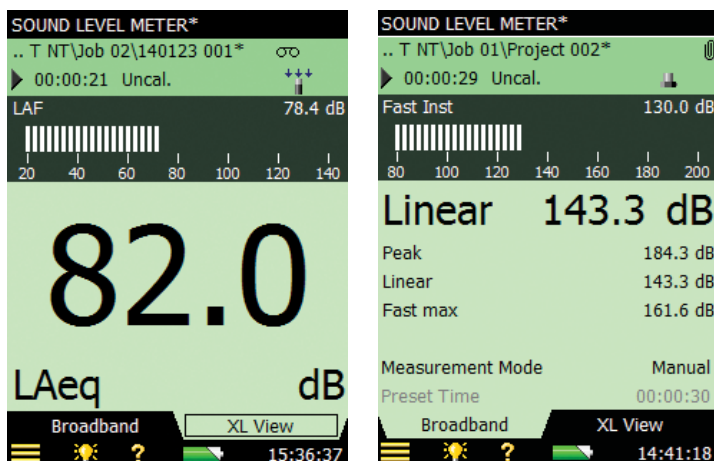 SOUND LEVEL METER*
.. T NT\Job 02\140123 001*
00:00:21 Uncal.
LAF 78.4 dB
20 40 60 80 100 120 140
82.0
LAeq dB
Broadband XL View
? 15:36:37
SOUND LEVEL METER*
.. T NT\Job 01\Project 002*
00:00:29 Uncal.
Fast Inst 130.0 dB
80 100 120 140 160 180 200
Linear 143.3 dB
Peak 184.3 dB
Linear 143.3 dB
Fast max 161.6 dB
Measurement Mode Manual
Preset Time 00:00:30
Broadband XL View
? 14:41:18